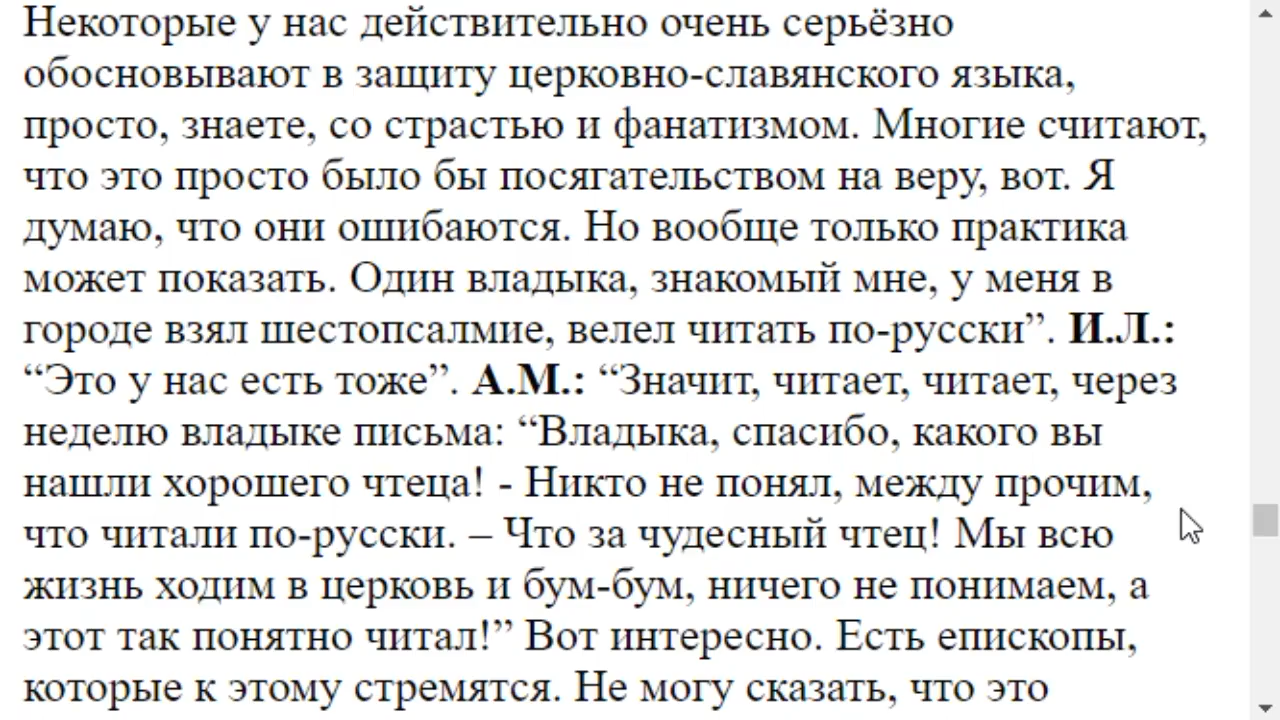 Некоторые у нас действительно очень серьёзно
обосновывают в защиту церковно-славянского языка,
просто, знаете, со страстью и фанатизмом. Многие считают,
что это просто было бы посягательством на веру, вот. Я
думаю, что они ошибаются. Но вообще только практика
может показать. Один владыка, знакомый мне, у меня в
городе взял шестопсалмие, велел читать по-русски”. И.Л.:
“Это у нас есть тоже”. А.М.: “Значит, читает, читает, через
неделю владыке письма: “Владыка, спасибо, какого вы
нашли хорошего чтеца! - Никто не понял, между прочим,
что читали по-русски. – Что за чудесный чтец! Мы всю
жизнь ходим в церковь и бум-бум, ничего не понимаем, а
этот так понятно читал!” Вот интересно. Есть епископы,
которые к этому стремятся. Не могу сказать, что это